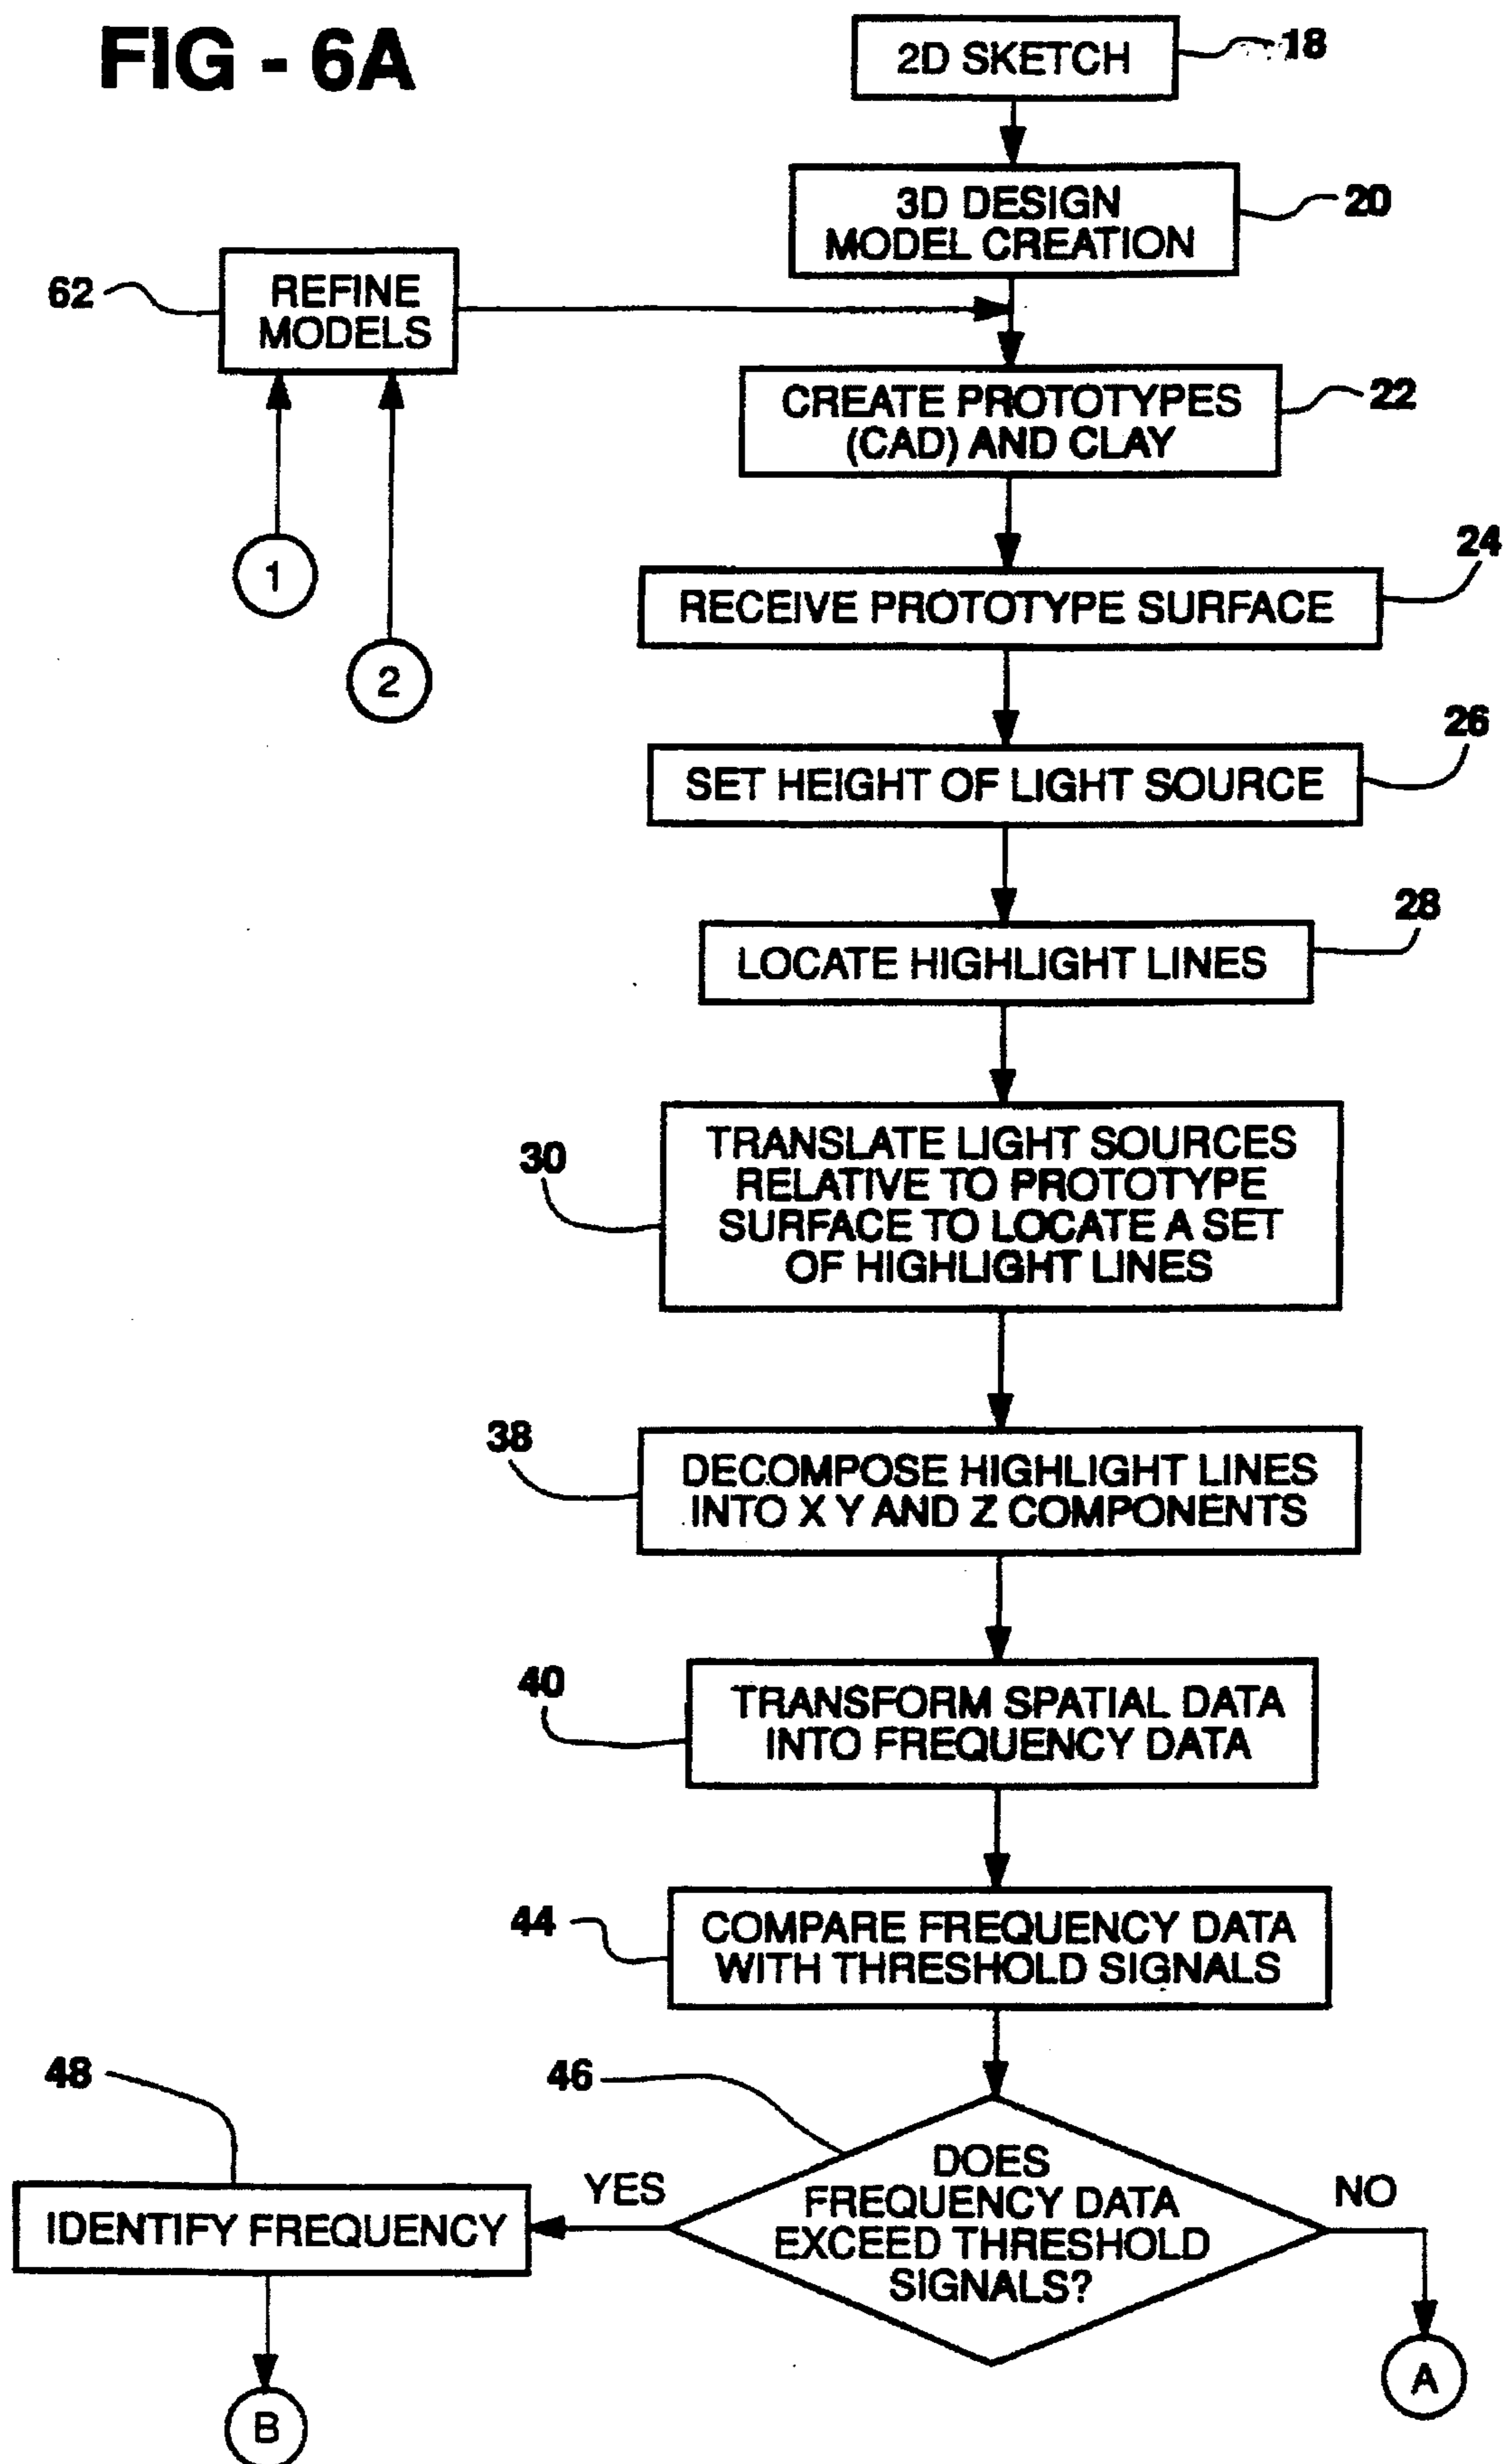 FIG - 6A
2D SKETCH
18
3D DESIGN
MODEL CREATION
20
62
REFINE
MODELS
CREATE PROTOTYPES
(CAD) AND CLAY
22
1
2
RECEIVE PROTOTYPE SURFACE
24
SET HEIGHT OF LIGHT SOURCE
26
LOCATE HIGHLIGHT LINES
28
30
TRANSLATE LIGHT SOURCES
RELATIVE TO PROTOTYPE
SURFACE TO LOCATE A SET
OF HIGHLIGHT LINES
38
DECOMPOSE HIGHLIGHT LINES
INTO X Y AND Z COMPONENTS
40
TRANSFORM SPATIAL DATA
INTO FREQUENCY DATA
44
COMPARE FREQUENCY DATA
WITH THRESHOLD SIGNALS
46
DOES
FREQUENCY DATA
EXCEED THRESHOLD
SIGNALS?
YES
NO
48
IDENTIFY FREQUENCY
A
B